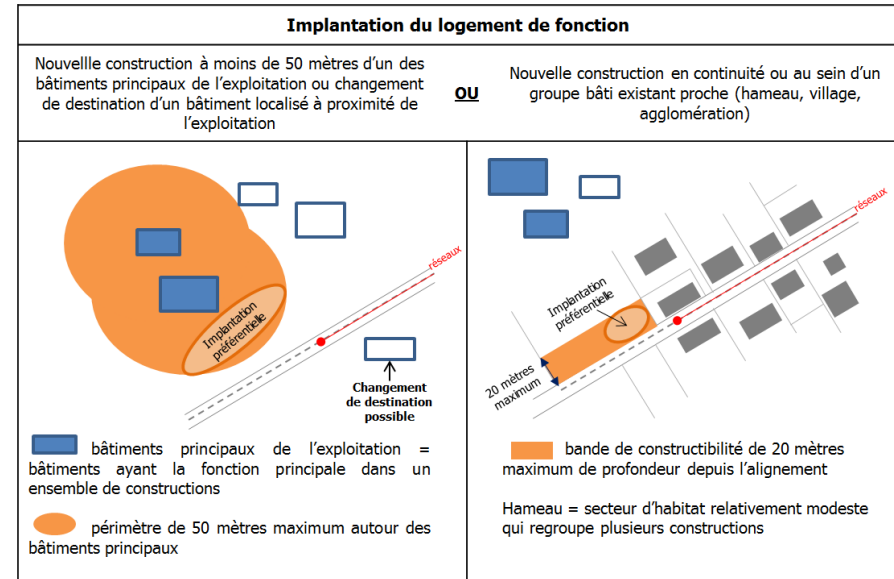 Implantation du logement de fonction
Nouvellle construction à moins de 50 mètres d'un des
bâtiments principaux de l'exploitation ou changement
de destination d'un bâtiment localisé à proximité de
l'exploitation
OU
Nouvelle construction en continuité ou au sein d'un
groupe bâti existant proche (hameau, village,
agglomération)
réseaux
Implantation
préférentielle
Changement
de destination
possible
bâtiments principaux de l'exploitation =
bâtiments ayant la fonction principale dans un
ensemble de constructions
périmètre de 50 mètres maximum autour des
bâtiments principaux
réseaux
Implantation
préférentielle
20 mètres
maximum
bande de constructibilité de 20 mètres
maximum de profondeur depuis l'alignement
Hameau = secteur d'habitat relativement modeste
qui regroupe plusieurs constructions